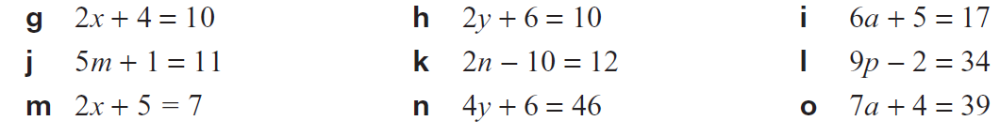 g 2x + 4 = 10 h 2y + 6 = 10 i 6a + 5 = 17
j 5m + 1 = 11 k 2n – 10 = 12 l 9p – 2 = 34
m 2x + 5 = 7 n 4y + 6 = 46 o 7a + 4 = 39